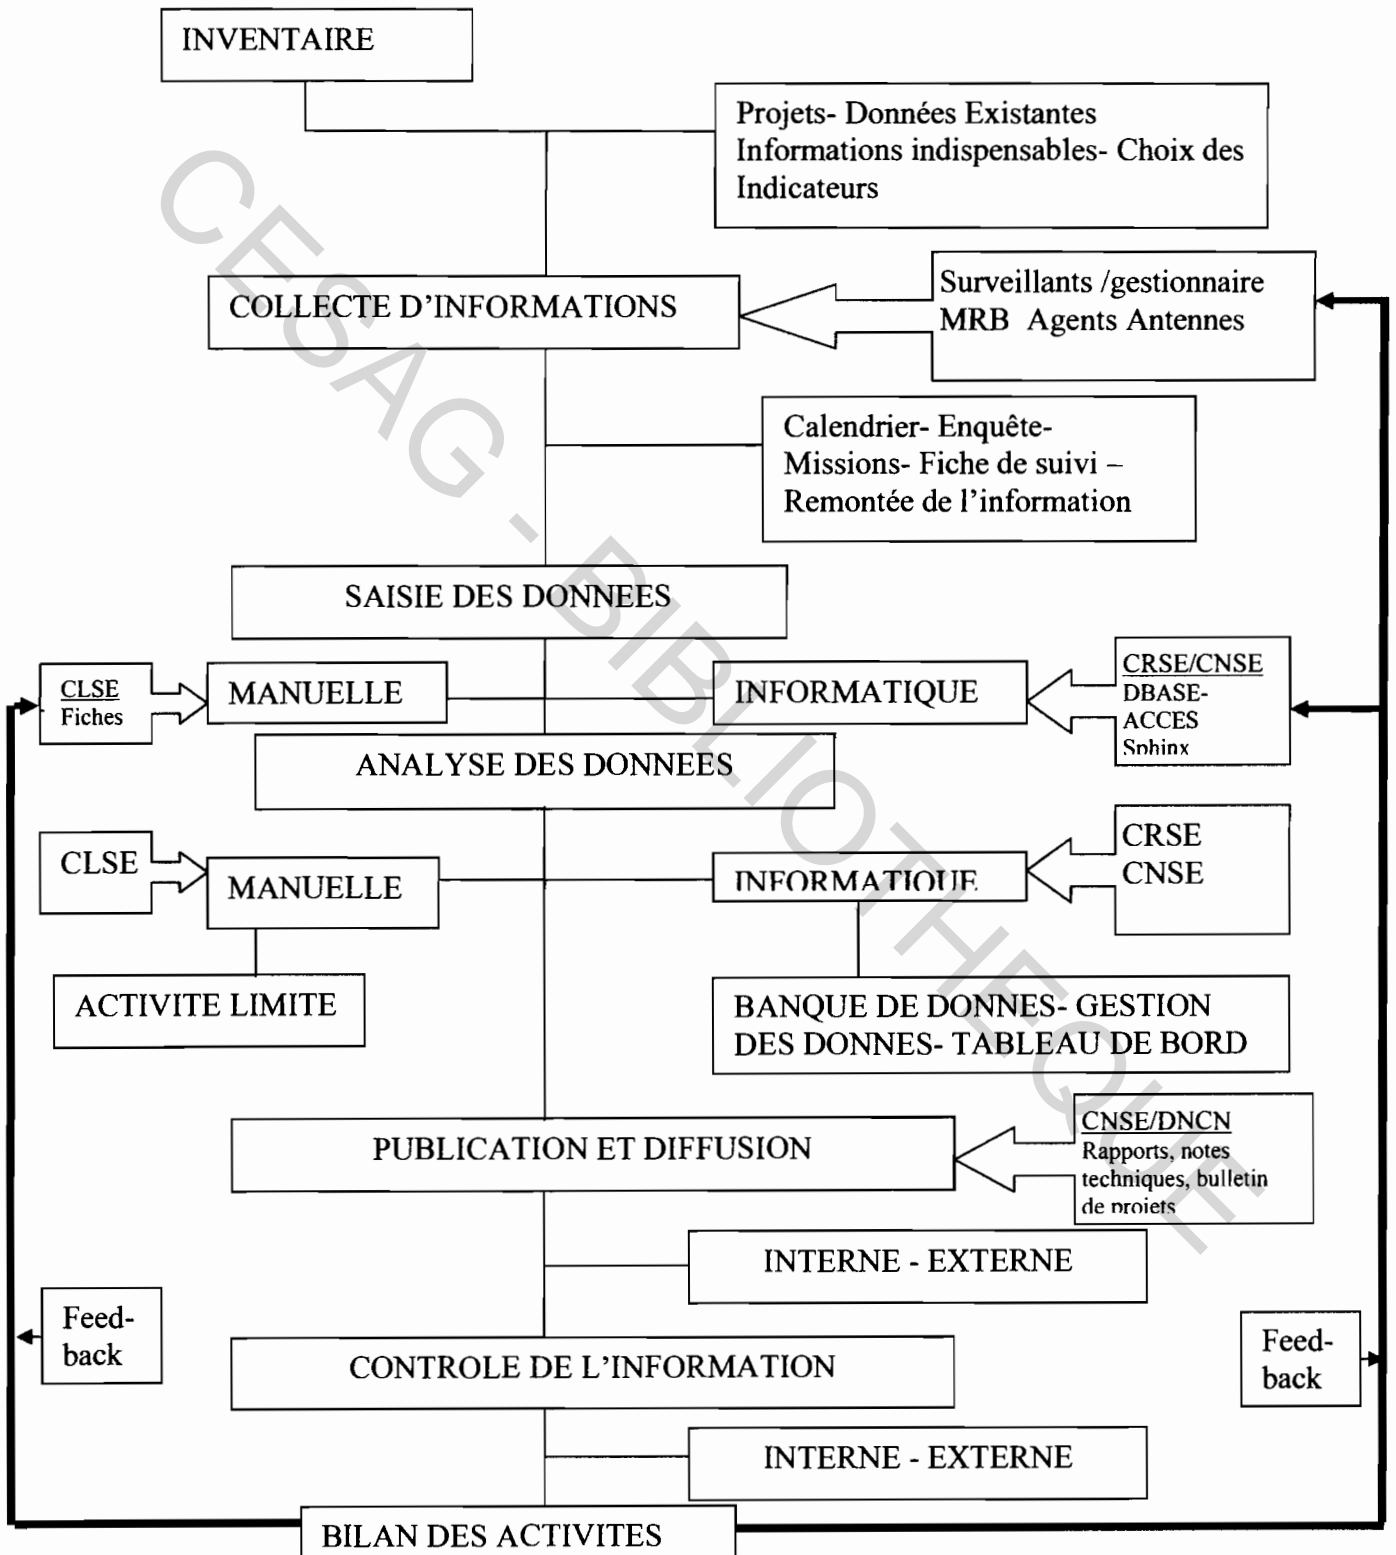 INVENTAIRE
Projets- Données Existantes
Informations indispensables- Choix des
Indicateurs
COLLECTE D'INFORMATIONS
Surveillants /gestionnaire
MRB Agents Antennes
Calendrier- Enquête-
Missions- Fiche de suivi –
Remontée de l'information
SAISIE DES DONNEES
CLSE
Fiches
MANUELLE
INFORMATIQUE
CRSE/CNSE
DBASE-
ACCES
Sphinx
ANALYSE DES DONNEES
CLSE
MANUELLE
INFORMATIQUE
CRSE
CNSE
ACTIVITE LIMITE
BANQUE DE DONNES- GESTION
DES DONNES- TABLEAU DE BORD
PUBLICATION ET DIFFUSION
CNSE/DNCN
Rapports, notes
techniques, bulletin
de projets
INTERNE - EXTERNE
Feed-
back
CONTROLE DE L'INFORMATION
Feed-
back
INTERNE - EXTERNE
BILAN DES ACTIVITES
CESAG - BIBLIOTHEQUE